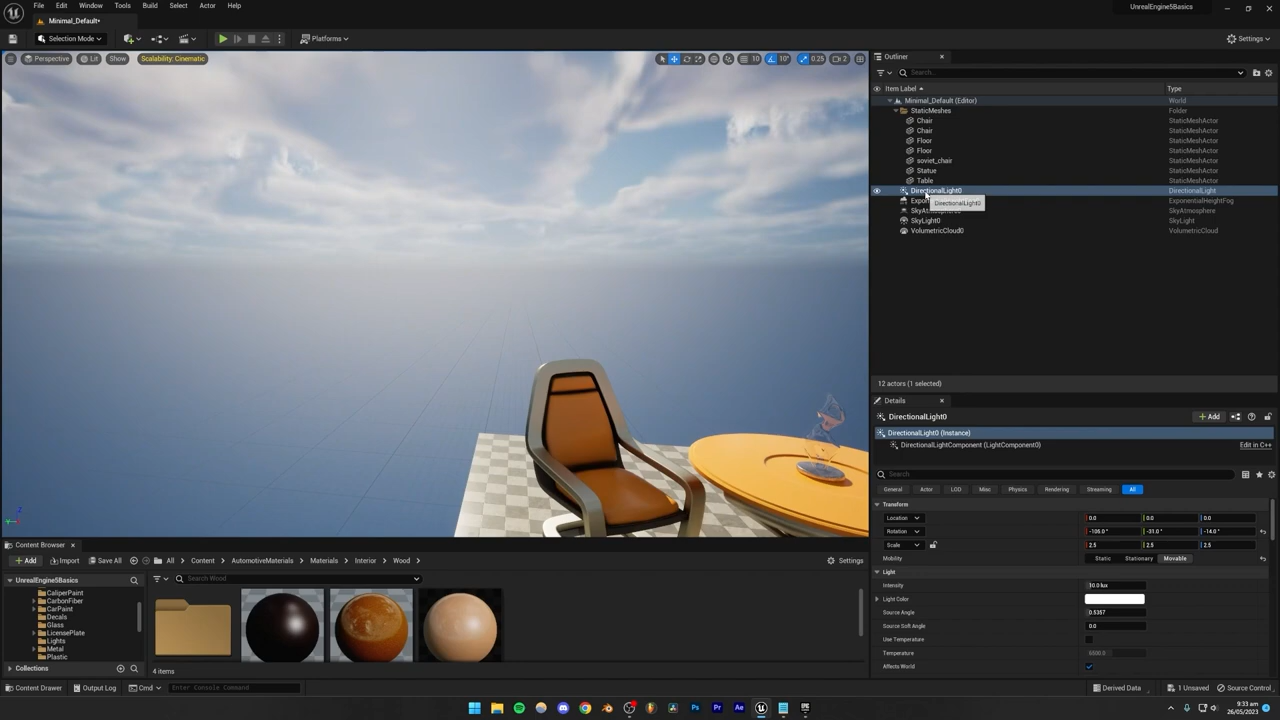 File Edit Window Tools Build Select Actor Help
UnrealEngine5Basics
Minimal_Default*
Selection Mode
Platforms
Settings
Perspective Lit Show Scalability: Cinematic
10 10° 0.25 2
Outliner
Search...
Item Label Type
Minimal_Default (Editor) World
StaticMeshes Folder
Chair StaticMeshActor
Chair StaticMeshActor
Floor StaticMeshActor
Floor StaticMeshActor
soviet_chair StaticMeshActor
Statue StaticMeshActor
Table StaticMeshActor
DirectionalLight0 DirectionalLight
ExponentialHeightFog
DirectionalLight0
SkyAtmosphere
SkyLight0 SkyLight
VolumetricCloud0 VolumetricCloud
12 actors (1 selected)
Details
DirectionalLight0
Add
DirectionalLight0 (Instance)
DirectionalLightComponent (LightComponent0) Edit in C++
Search
General Actor LOD Misc Physics Rendering Streaming All
Transform
Location 0.0 0.0 0.0
Rotation -106.0 ° -31.0 ° -14.0 °
Scale 2.5 2.5 2.5
Mobility Static Stationary Movable
Light
Intensity 10.0 lux
Light Color
Source Angle 0.5357
Source Soft Angle 0.0
Use Temperature
Temperature 6500.0
Affects World
Content Browser
Add Import Save All All Content AutomotiveMaterials Materials Interior Wood Settings
UnrealEngine5Basics
Search Wood
LaberPaint
CaliperPaint
CarbonFiber
CarPaint
Decals
Glass
LicensePlate
Lights
Metal
Plastic
Collections
4 items
Content Drawer Output Log Cmd Enter Console Command
Derived Data 1 Unsaved Source Control
9:33 am
26/05/2023